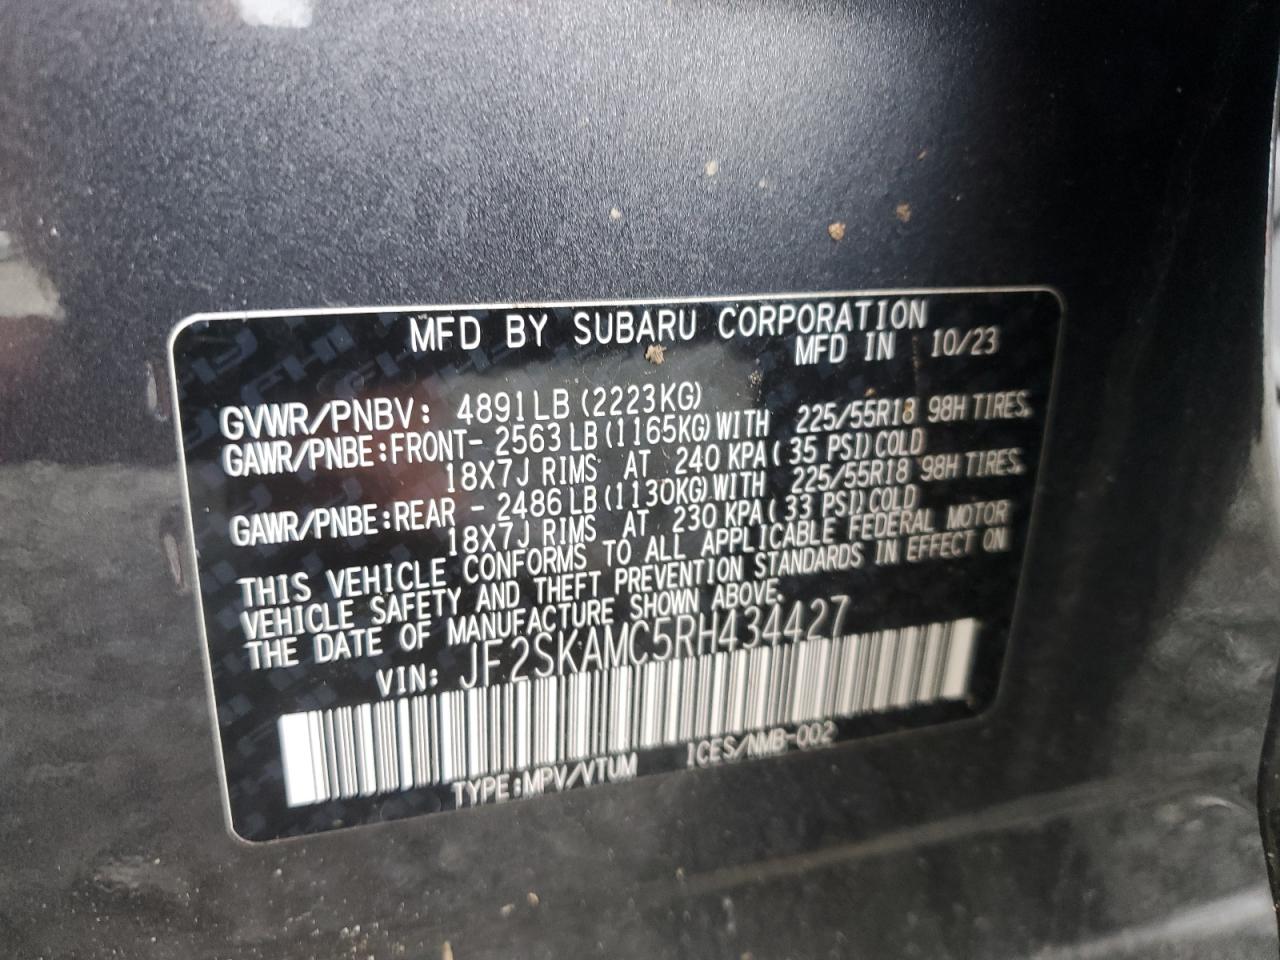 MFD BY SUBARU CORPORATION
MFD IN 10/23
GVWR/PNBV: 4891LB (2223KG)
GAWR/PNBE:FRONT- 2563LB (1165KG) WITH 225/55R18 98H TIRES,
18X7J RIMS AT 240 KPA( 35 PSI) COLD
GAWR/PNBE:REAR - 2486LB (1130KG) WITH 225/55R18 98H TIRES,
18X7J RIMS AT 230 KPA( 33 PSI) COLD
THIS VEHICLE CONFORMS TO ALL APPLICABLE FEDERAL MOTOR
VEHICLE SAFETY AND THEFT PREVENTION STANDARDS IN EFFECT ON
THE DATE OF MANUFACTURE SHOWN ABOVE.
VIN: JF2SKAMC5RH434427
TYPE:MPV/VTUM ICES/NMB-002